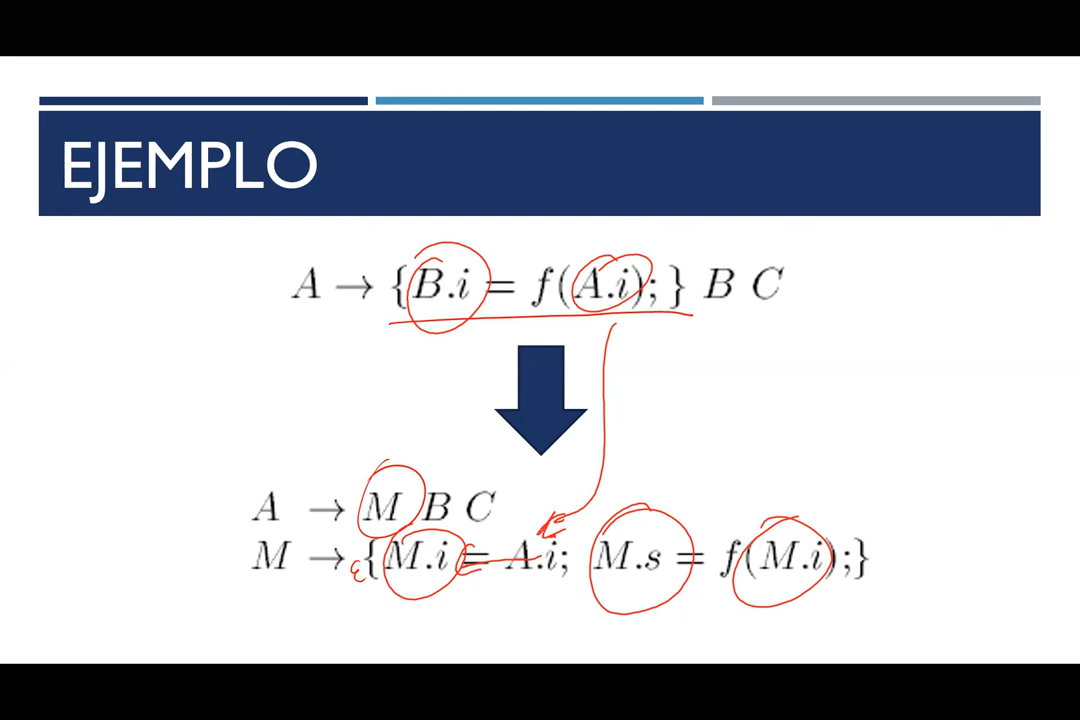 EJEMPLO
A → {B.i = f(A.i); } B C
A → M B C
M → ε {M.i = A.i; M.s = f(M.i);}